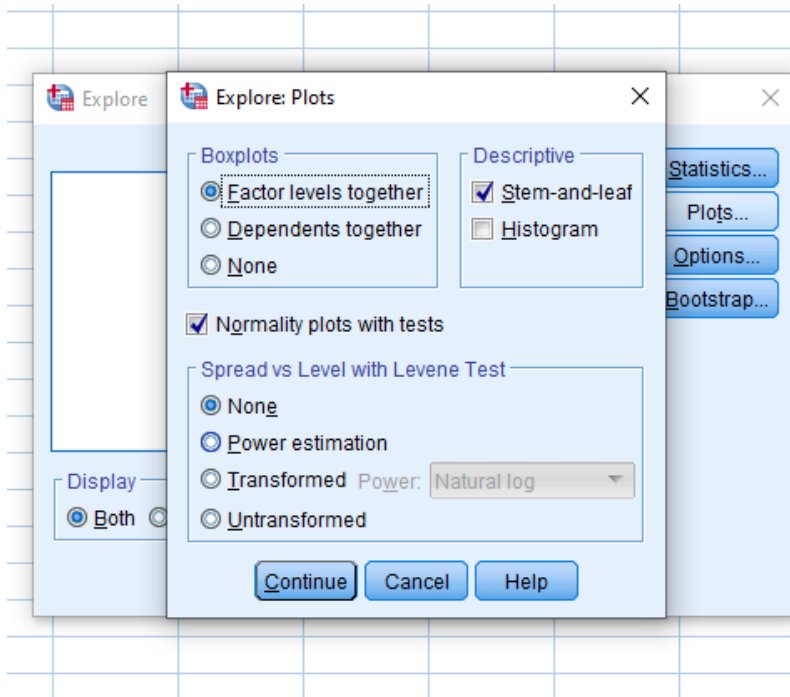 Explore
Explore: Plots
Boxplots
Factor levels together
Dependents together
None
Descriptive
Stem-and-leaf
Histogram
Normality plots with tests
Spread vs Level with Levene Test
None
Power estimation
Transformed Power: Natural log
Untransformed
Continue Cancel Help
Statistics...
Plots...
Options...
Bootstrap...
Display
Both